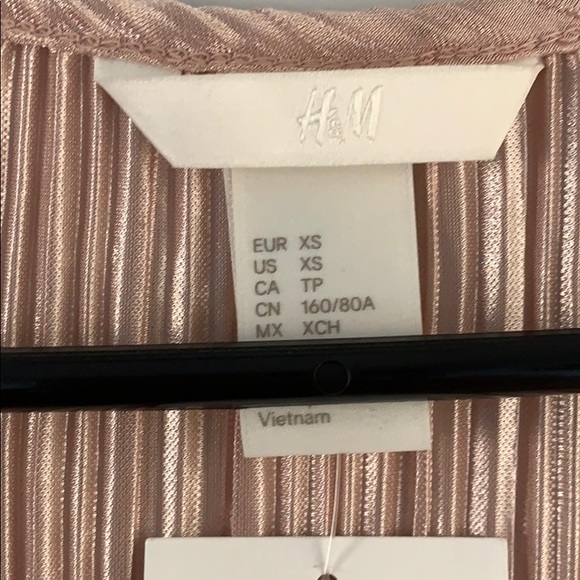 H&M
EUR XS
US XS
CA TP
CN 160/80A
MX XCH
Vietnam